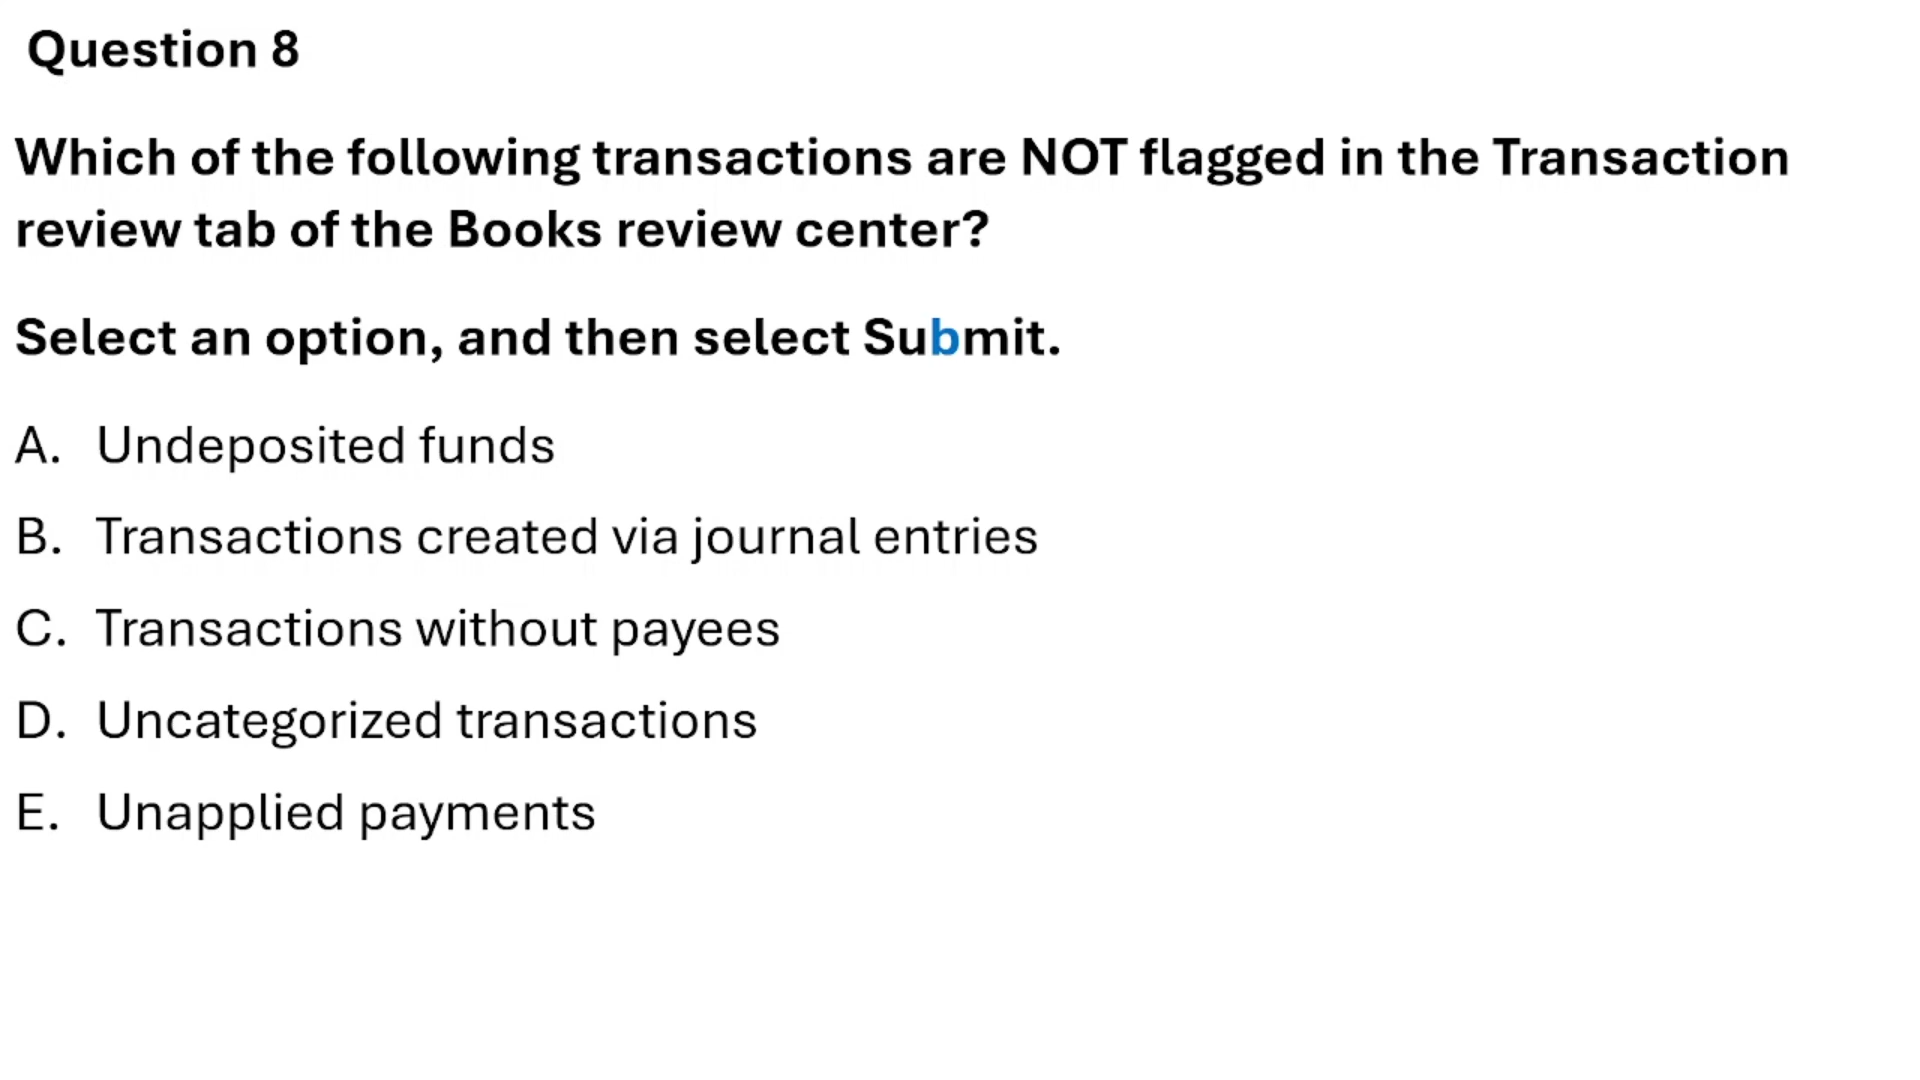 Question 8
Which of the following transactions are NOT flagged in the Transaction
review tab of the Books review center?
Select an option, and then select Submit.
A. Undeposited funds
B. Transactions created via journal entries
C. Transactions without payees
D. Uncategorized transactions
E. Unapplied payments